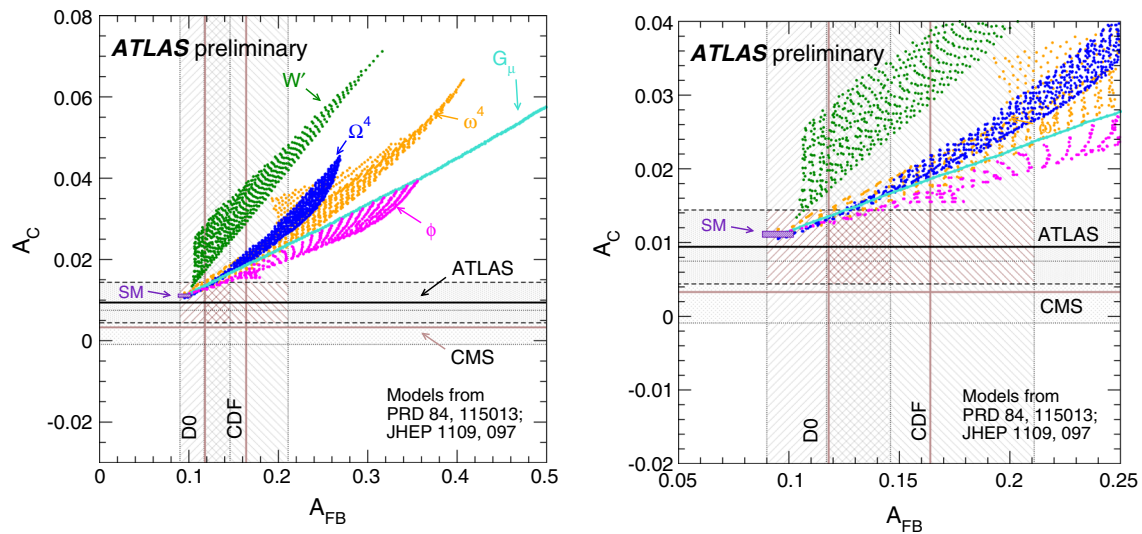 ATLAS preliminary
0.08
0.06
0.04
0.02
0
-0.02
A_C
W′
Ω^4
ω^4
G_μ
φ
SM
ATLAS
CMS
D0
CDF
Models from
PRD 84, 115013;
JHEP 1109, 097
0 0.1 0.2 0.3 0.4 0.5
A_FB
ATLAS preliminary
0.04
0.03
0.02
0.01
0
-0.01
-0.02
A_C
ω
SM
ATLAS
CMS
D0
CDF
Models from
PRD 84, 115013;
JHEP 1109, 097
0.05 0.1 0.15 0.2 0.25
A_FB